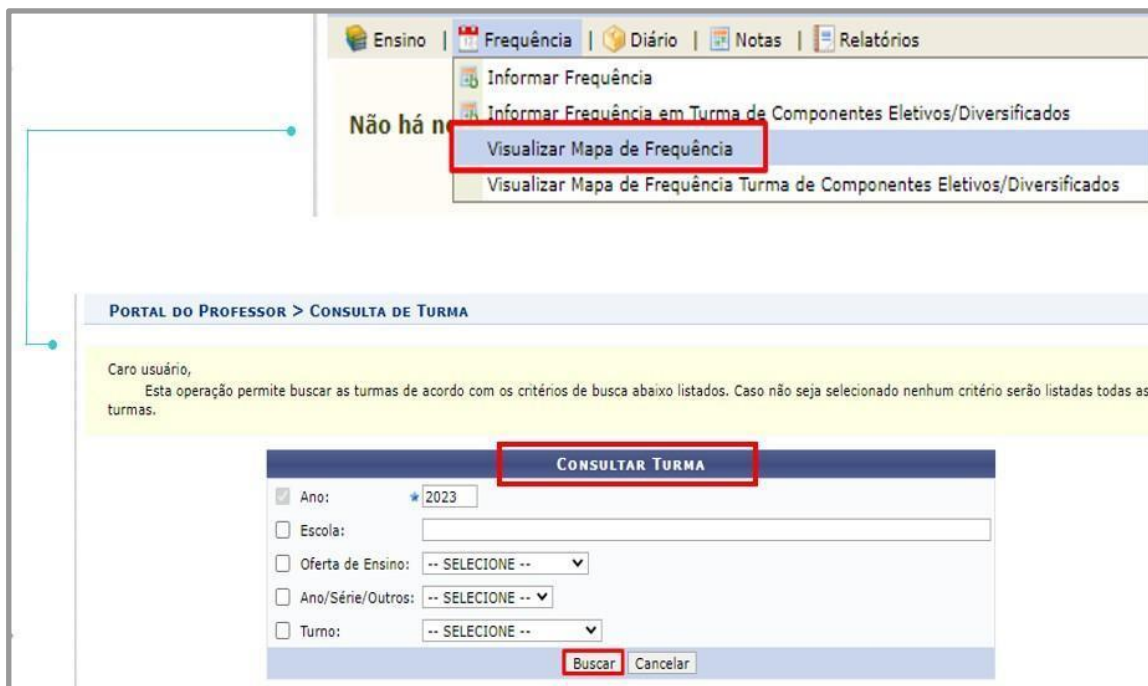 Ensino | Frequência | Diário | Notas | Relatórios
Informar Frequência
Informar Frequência em Turma de Componentes Eletivos/Diversificados
Não há
Visualizar Mapa de Frequência
Visualizar Mapa de Frequência Turma de Componentes Eletivos/Diversificados
PORTAL DO PROFESSOR > CONSULTA DE TURMA
Caro usuário,
Esta operação permite buscar as turmas de acordo com os critérios de busca abaixo listados. Caso não seja selecionado nenhum critério serão listadas todas as
turmas.
CONSULTAR TURMA
Ano: 2023
Escola:
Oferta de Ensino: -- SELECIONE --
Ano/Série/Outros: -- SELECIONE --
Turno: -- SELECIONE --
Buscar Cancelar